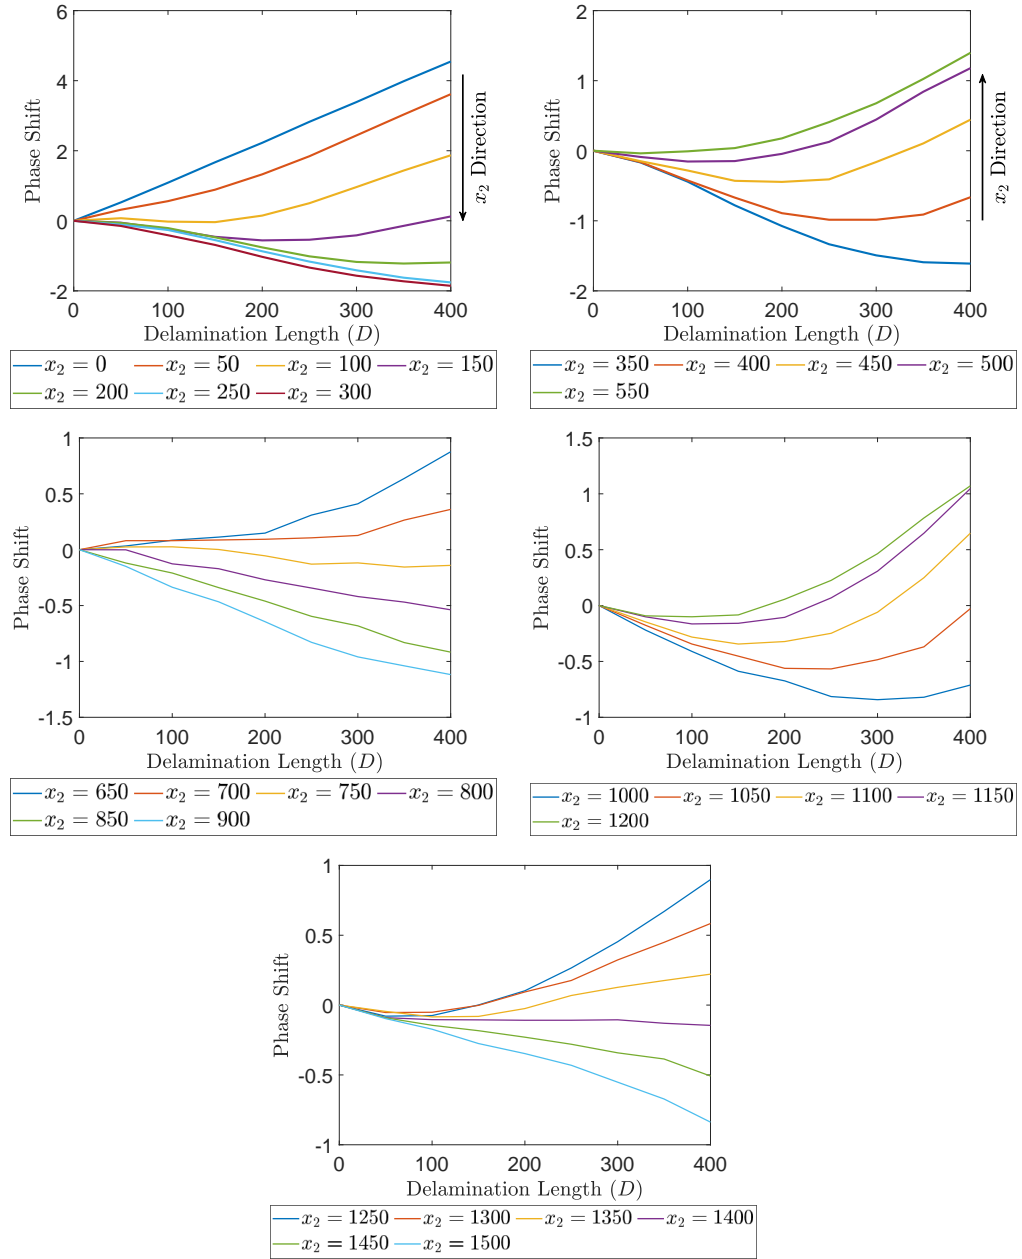 6
4
2
0
-2
0 100 200 300 400
Phase Shift
Delamination Length (D)
x₂ Direction
x₂ = 0 x₂ = 50 x₂ = 100 x₂ = 150
x₂ = 200 x₂ = 250 x₂ = 300
2
1
0
-1
-2
0 100 200 300 400
Phase Shift
Delamination Length (D)
x₂ Direction
x₂ = 350 x₂ = 400 x₂ = 450 x₂ = 500
x₂ = 550
1
0.5
0
-0.5
-1
-1.5
0 100 200 300 400
Phase Shift
Delamination Length (D)
x₂ = 650 x₂ = 700 x₂ = 750 x₂ = 800
x₂ = 850 x₂ = 900
1.5
1
0.5
0
-0.5
-1
0 100 200 300 400
Phase Shift
Delamination Length (D)
x₂ = 1000 x₂ = 1050 x₂ = 1100 x₂ = 1150
x₂ = 1200
1
0.5
0
-0.5
-1
0 100 200 300 400
Phase Shift
Delamination Length (D)
x₂ = 1250 x₂ = 1300 x₂ = 1350 x₂ = 1400
x₂ = 1450 x₂ = 1500